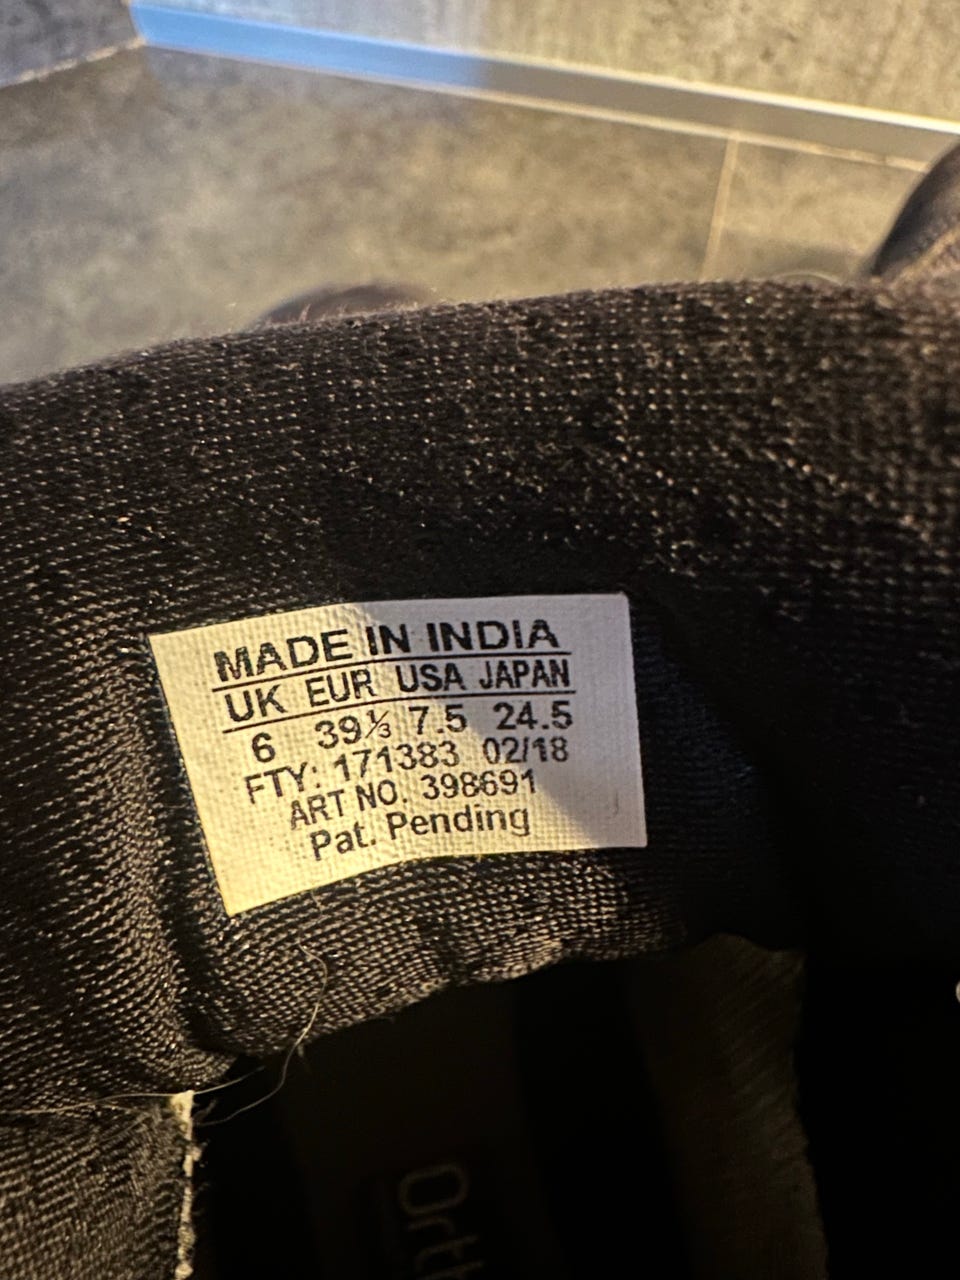 MADE IN INDIA
UK EUR USA JAPAN
6 39⅓ 7.5 24.5
FTY: 171383 02/18
ART NO. 398691
Pat. Pending
Orth